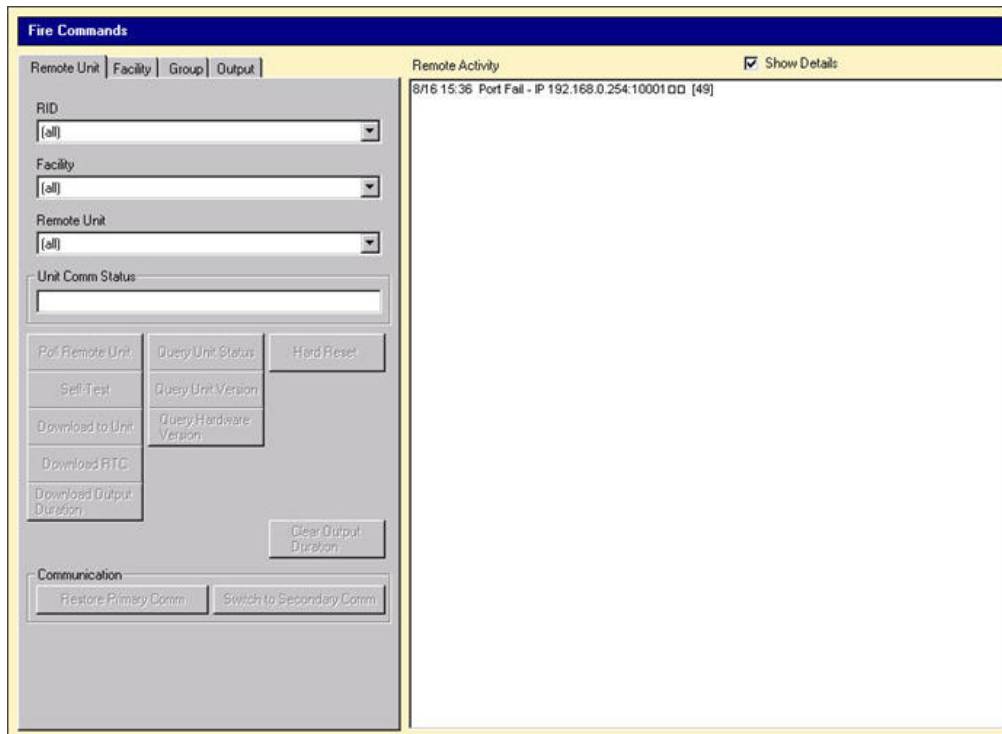 Fire Commands
Remote Unit Facility Group Output
Remote Activity
Show Details
RID
(all)
Facility
(all)
Remote Unit
(all)
Unit Comm Status
Poll Remote Unit
Query Unit Status
Hard Reset
Self-Test
Query Unit Version
Download to Unit
Query Hardware
Version
Download RTC
Download Output
Duration
Clear Output
Duration
Communication
Restore Primary Comm
Switch to Secondary Comm
8/16 15:36 Port Fail - IP 192.168.0.254:10001□□ [49]